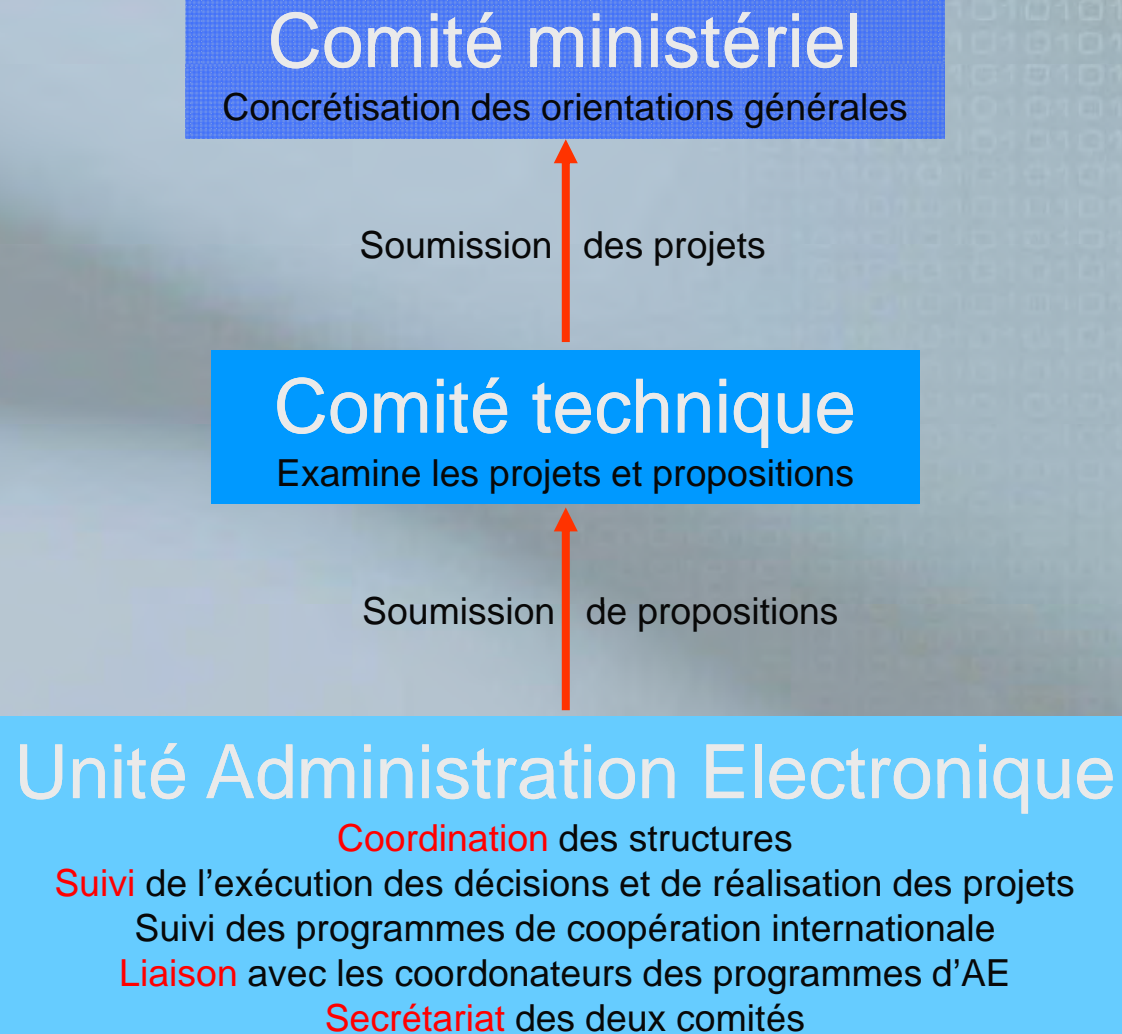 Comité ministériel
Concrétisation des orientations générales
Soumission des projets
Comité technique
Examine les projets et propositions
Soumission de propositions
Unité Administration Electronique
Coordination des structures
Suivi de l’exécution des décisions et de réalisation des projets
Suivi des programmes de coopération internationale
Liaison avec les coordonateurs des programmes d’AE
Secrétariat des deux comités